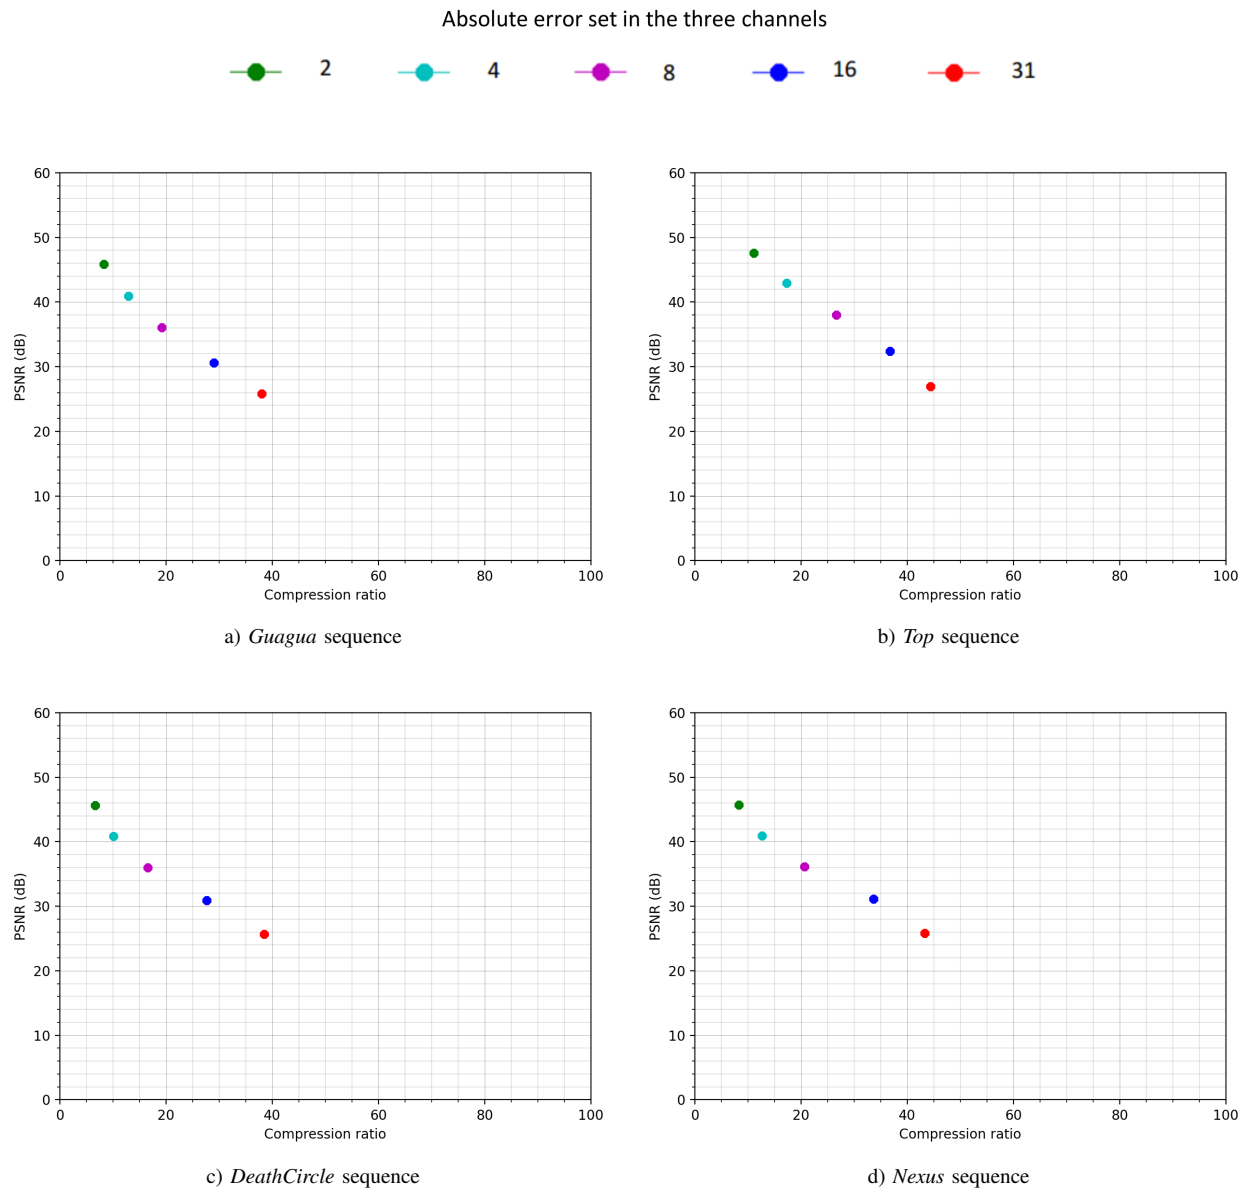 Absolute error set in the three channels
2 4 8 16 31
60
50
40
30
20
10
0
PSNR (dB)
0 20 40 60 80 100
Compression ratio
a) Guagua sequence
60
50
40
30
20
10
0
PSNR (dB)
0 20 40 60 80 100
Compression ratio
b) Top sequence
60
50
40
30
20
10
0
PSNR (dB)
0 20 40 60 80 100
Compression ratio
c) DeathCircle sequence
60
50
40
30
20
10
0
PSNR (dB)
0 20 40 60 80 100
Compression ratio
d) Nexus sequence